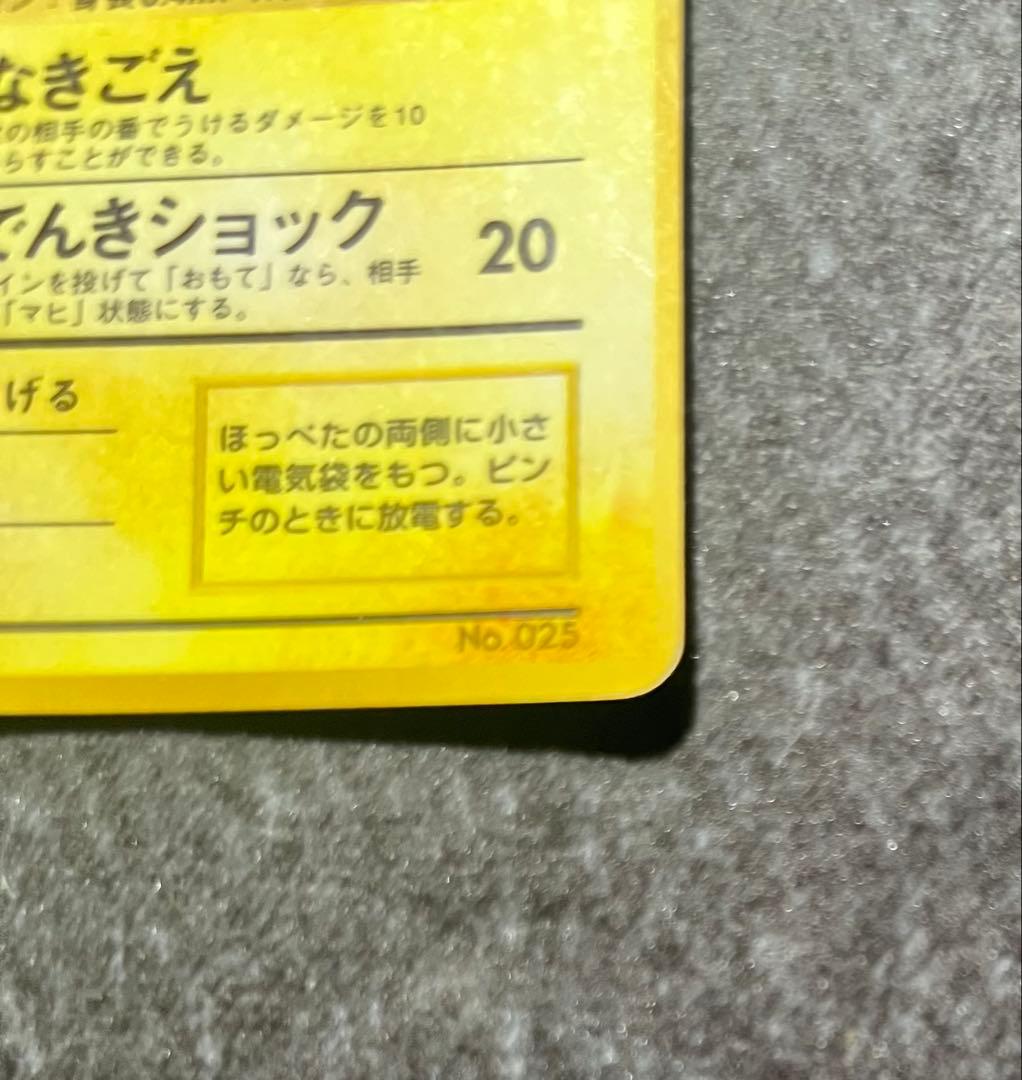 なきごえ
の相手の番でうけるダメージを10
らすことができる。
でんきショック 20
インを投げて「おもて」なら、相手
「マヒ」状態にする。
げる
ほっぺたの両側に小さ
い電気袋をもつ。ピン
チのときに放電する。
No.025